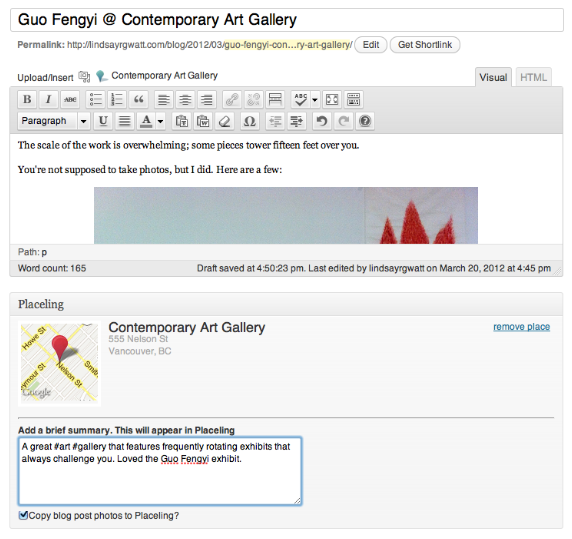 Guo Fengyi @ Contemporary Art Gallery
Permalink: http://lindsayrgwatt.com/blog/2012/03/guo-fengyi-con...ry-art-gallery/ Edit Get Shortlink
Upload/Insert Contemporary Art Gallery Visual HTML
B I ABC ABC
Paragraph U A Ω
The scale of the work is overwhelming; some pieces tower fifteen feet over you.
You're not supposed to take photos, but I did. Here are a few:
Path: p
Word count: 165 Draft saved at 4:50:23 pm. Last edited by lindsayrgwatt on March 20, 2012 at 4:45 pm
Placeling
Contemporary Art Gallery remove place
555 Nelson St
Vancouver, BC
Howe St
Smit
ymour St
Nelson St
Google
Add a brief summary. This will appear in Placeling
A great #art #gallery that features frequently rotating exhibits that
always challenge you. Loved the Guo Fengyi exhibit.
Copy blog post photos to Placeling?